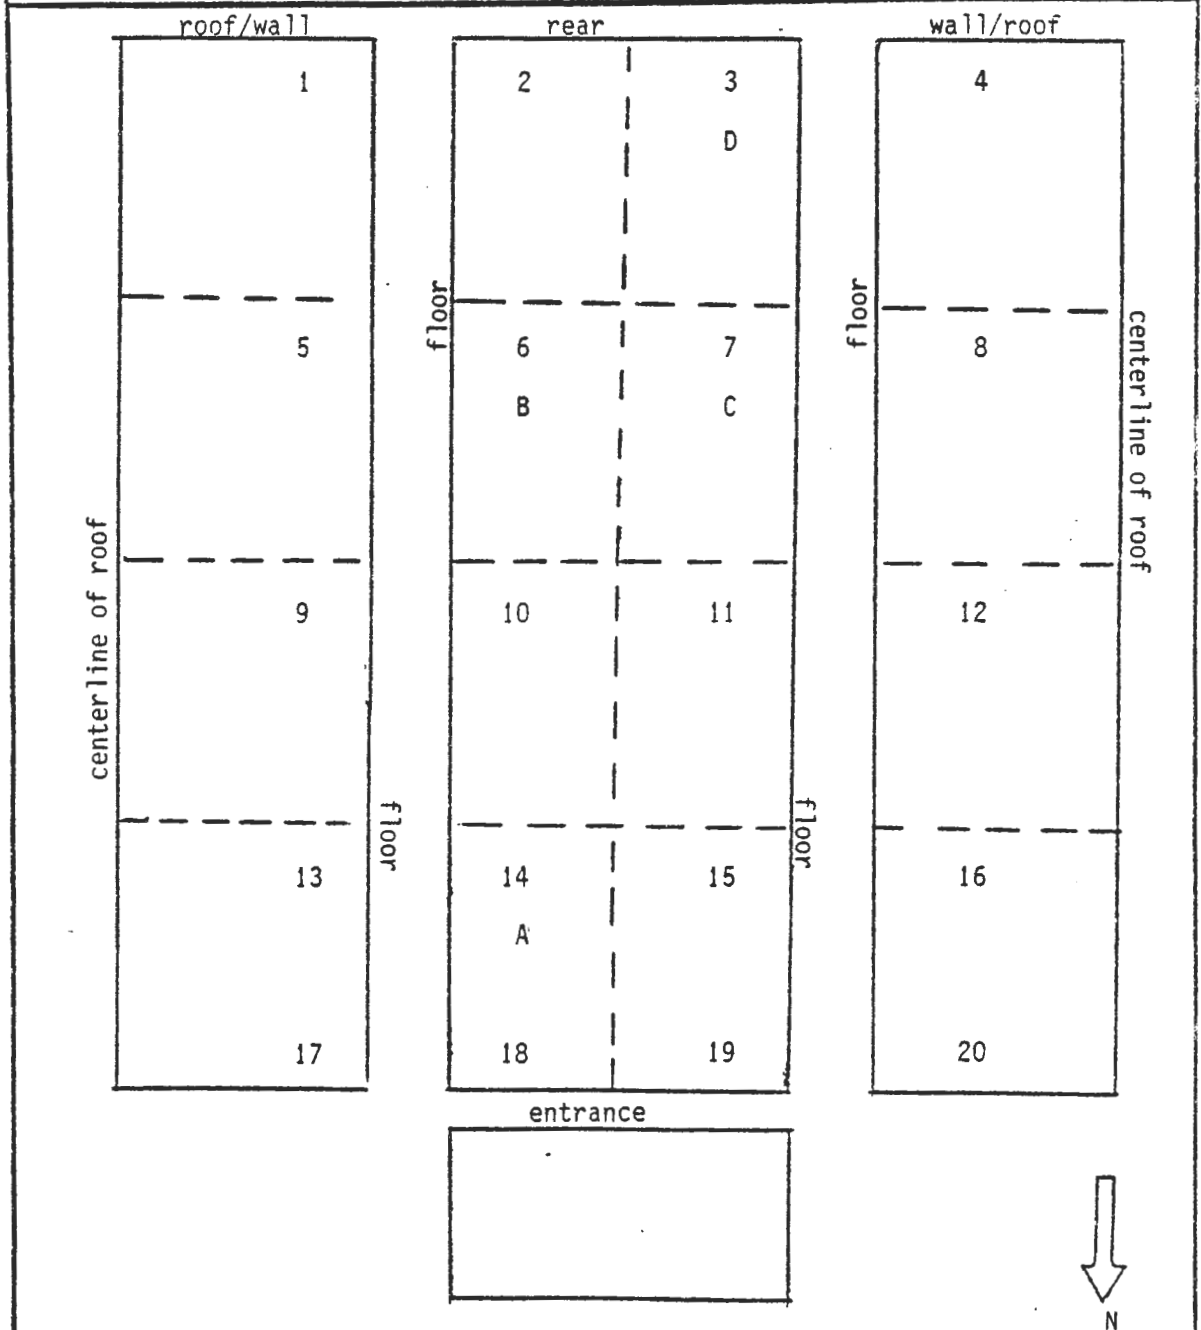 roof/wall rear wall/roof
1 2 3 4
D
floor floor
5 6 7 8
B C
centerline of roof
centerline of roof
9 10 11 12
floor floor
13 14 15 16
A
17 18 19 20
entrance
N